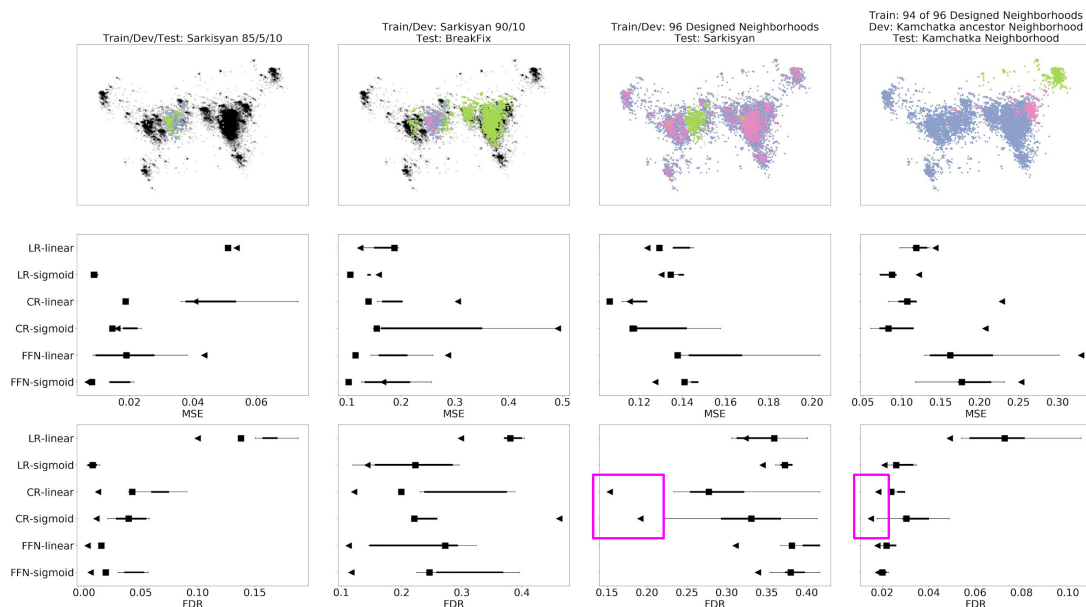 Train/Dev/Test: Sarkisyan 85/5/10
Train/Dev: Sarkisyan 90/10
Test: BreakFix
Train/Dev: 96 Designed Neighborhoods
Test: Sarkisyan
Train: 94 of 96 Designed Neighborhoods
Dev: Kamchatka ancestor Neighborhood
Test: Kamchatka Neighborhood
LR-linear
LR-sigmoid
CR-linear
CR-sigmoid
FFN-linear
FFN-sigmoid
0.02 0.04 0.06
MSE
0.1 0.2 0.3 0.4 0.5
MSE
0.12 0.14 0.16 0.18 0.20
MSE
0.05 0.10 0.15 0.20 0.25 0.30
MSE
LR-linear
LR-sigmoid
CR-linear
CR-sigmoid
FFN-linear
FFN-sigmoid
0.00 0.05 0.10 0.15
FDR
0.1 0.2 0.3 0.4
FDR
0.15 0.20 0.25 0.30 0.35 0.40
FDR
0.02 0.04 0.06 0.08 0.10
FDR